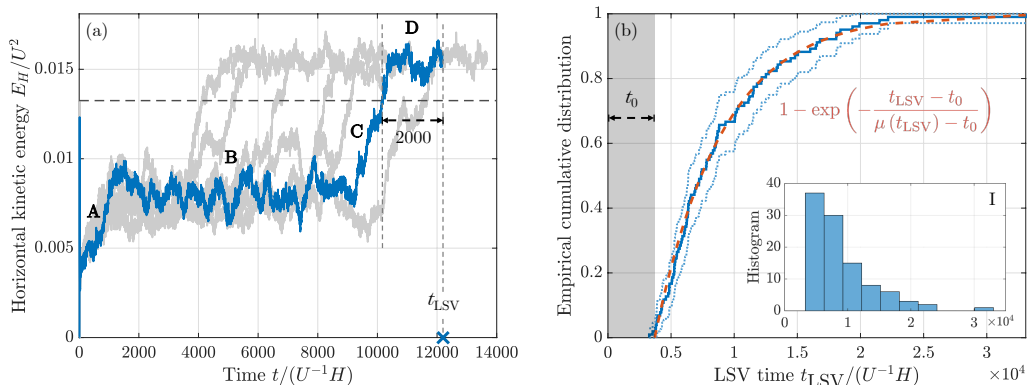 (a)
Horizontal kinetic energy E_H/U^2
0.015
0.01
0.005
0
A
B
C
D
2000
t_LSV
0 2000 4000 6000 8000 10000 12000 14000
Time t/(U^{-1}H)
(b)
Empirical cumulative distribution
1
0.8
0.6
0.4
0.2
0
t_0
1 − exp(−(t_LSV − t_0)/(μ(t_LSV) − t_0))
I
Histogram
40
30
20
10
0
0 1 2 3 ×10^4
0 0.5 1 1.5 2 2.5 3
×10^4
LSV time t_LSV/(U^{-1}H)